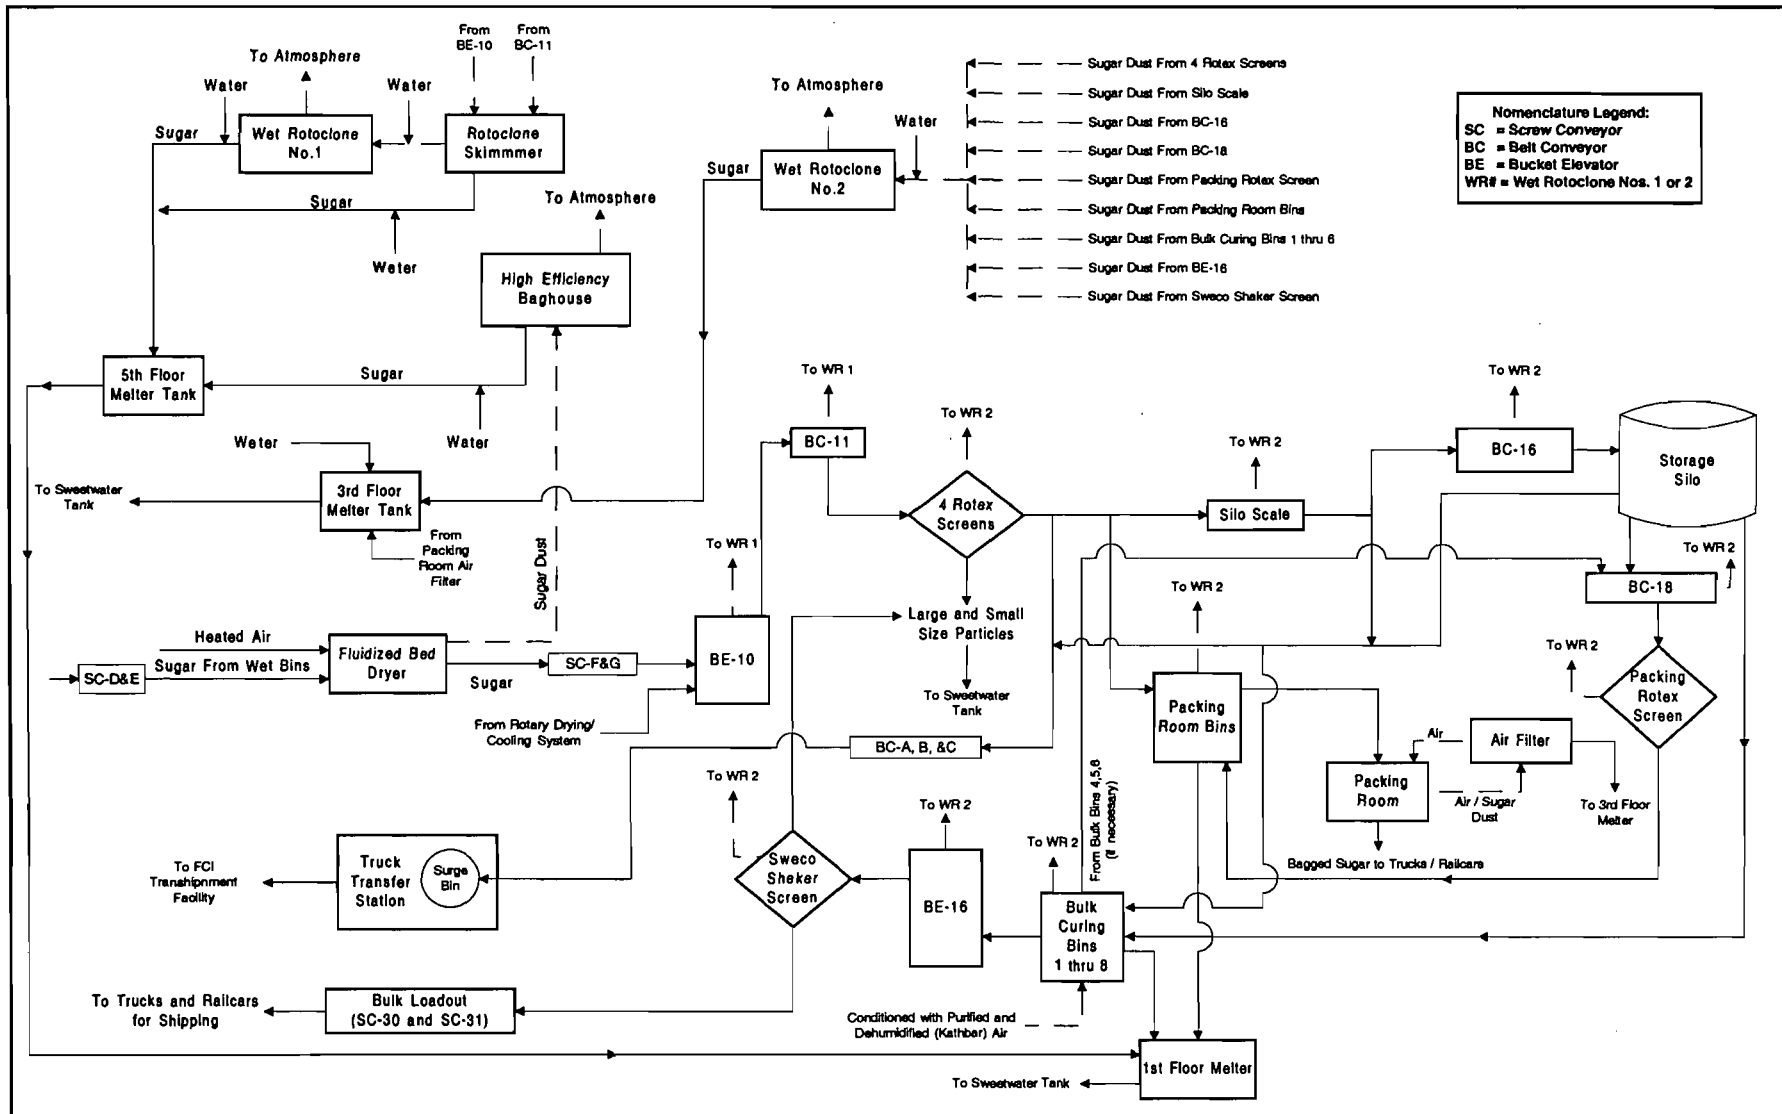 From
BE-10
From
BC-11
To Atmosphere
Water
Water
Sugar
Wet Rotoclone
No.1
Rotoclone
Skimmmer
Sugar
Weter
To Atmosphere
High Efficiency
Baghouse
To Atmosphere
Water
Sugar
Wet Rotoclone
No.2
Sugar Dust From 4 Rotex Screens
Sugar Dust From Silo Scale
Sugar Dust From BC-16
Sugar Dust From BC-18
Sugar Dust From Packing Rotex Screen
Sugar Dust From Packing Room Bins
Sugar Dust From Bulk Curing Bins 1 thru 6
Sugar Dust From BE-16
Sugar Dust From Sweco Shaker Screen
Nomenclature Legend:
SC = Screw Conveyor
BC = Belt Conveyor
BE = Bucket Elevator
WR# = Wet Rotoclone Nos. 1 or 2
5th Floor
Melter Tank
Sugar
Water
Weter
To Sweetwater
Tank
3rd Floor
Melter Tank
From
Packing
Room Air
Filter
Sugar Dust
To WR 1
BC-11
To WR 2
4 Rotex
Screens
To WR 2
Silo Scale
To WR 2
BC-16
Storage
Silo
To WR 2
BC-18
To WR 1
BE-10
Large and Small
Size Particles
To Sweetwater
Tank
Heated Air
Sugar From Wet Bins
SC-D&E
Fluidized Bed
Dryer
Sugar
SC-F&G
From Rotary Drying/
Cooling System
BC-A, B, &C
To WR 2
Packing
Room Bins
To WR 2
Packing
Rotex
Screen
Air
Air Filter
Packing
Room
Air / Sugar
Dust
To 3rd Floor
Melter
Bagged Sugar to Trucks / Railcars
From Bulk Bins 4,5,6
(if necessary)
To WR 2
Sweco
Sheker
Screen
To WR 2
BE-16
To WR 2
Bulk
Curing
Bins
1 thru 8
To FCI
Transhipnment
Facility
Truck
Transfer
Station
Surge
Bin
To Trucks and Railcars
for Shipping
Bulk Loadout
(SC-30 and SC-31)
Conditioned with Purified and
Dehumidified (Kathbar) Air
1st Floor Melter
To Sweetwater Tank